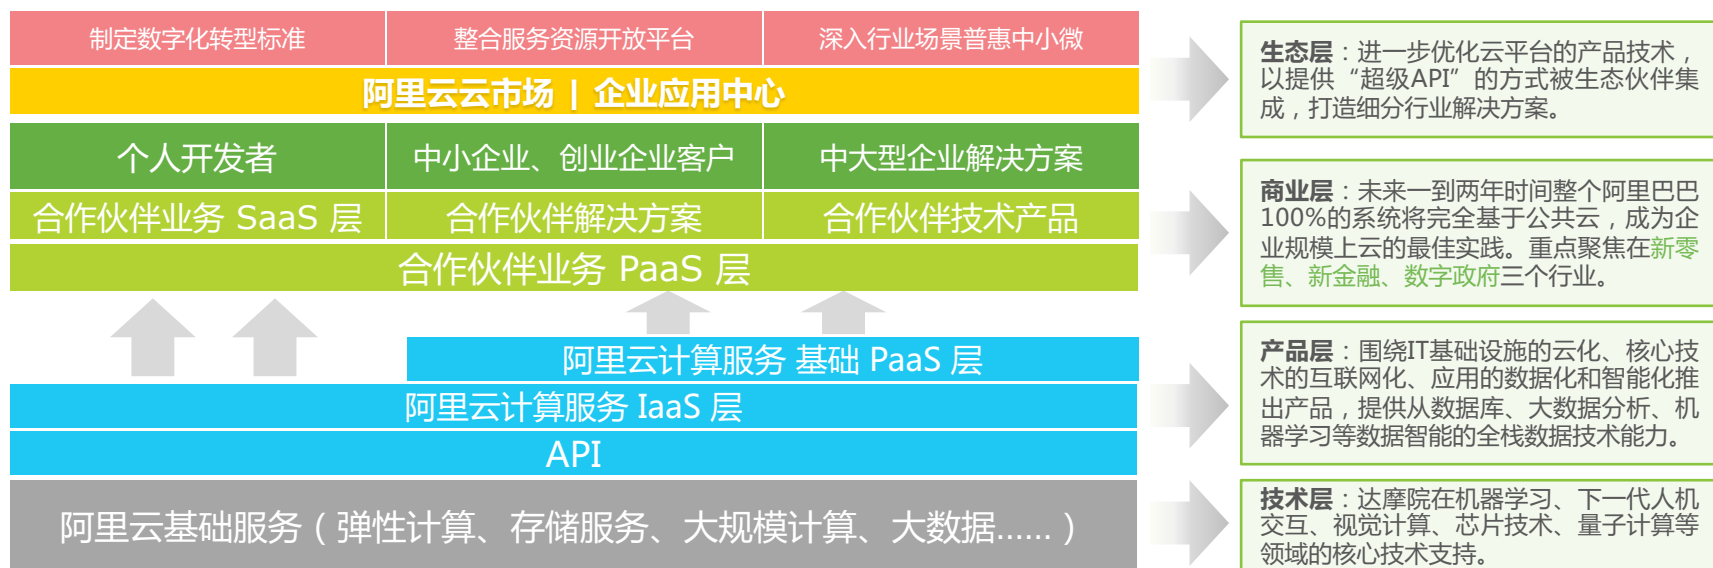 制定数字化转型标准
整合服务资源开放平台
深入行业场景普惠中小微
阿里云云市场 | 企业应用中心
个人开发者
中小企业、创业企业客户
中大型企业解决方案
合作伙伴业务 SaaS 层
合作伙伴解决方案
合作伙伴技术产品
合作伙伴业务 PaaS 层
阿里云计算服务 基础 PaaS 层
阿里云计算服务 IaaS 层
API
阿里云基础服务（弹性计算、存储服务、大规模计算、大数据……）
生态层：进一步优化云平台的产品技术，
以提供“超级API”的方式被生态伙伴集
成，打造细分行业解决方案。
商业层：未来一到两年时间整个阿里巴巴
100%的系统将完全基于公共云，成为企
业规模上云的最佳实践。重点聚焦在新零
售、新金融、数字政府三个行业。
产品层：围绕IT基础设施的云化、核心技
术的互联网化、应用的数据化和智能化推
出产品，提供从数据库、大数据分析、机
器学习等数据智能的全栈数据技术能力。
技术层：达摩院在机器学习、下一代人机
交互、视觉计算、芯片技术、量子计算等
领域的核心技术支持。